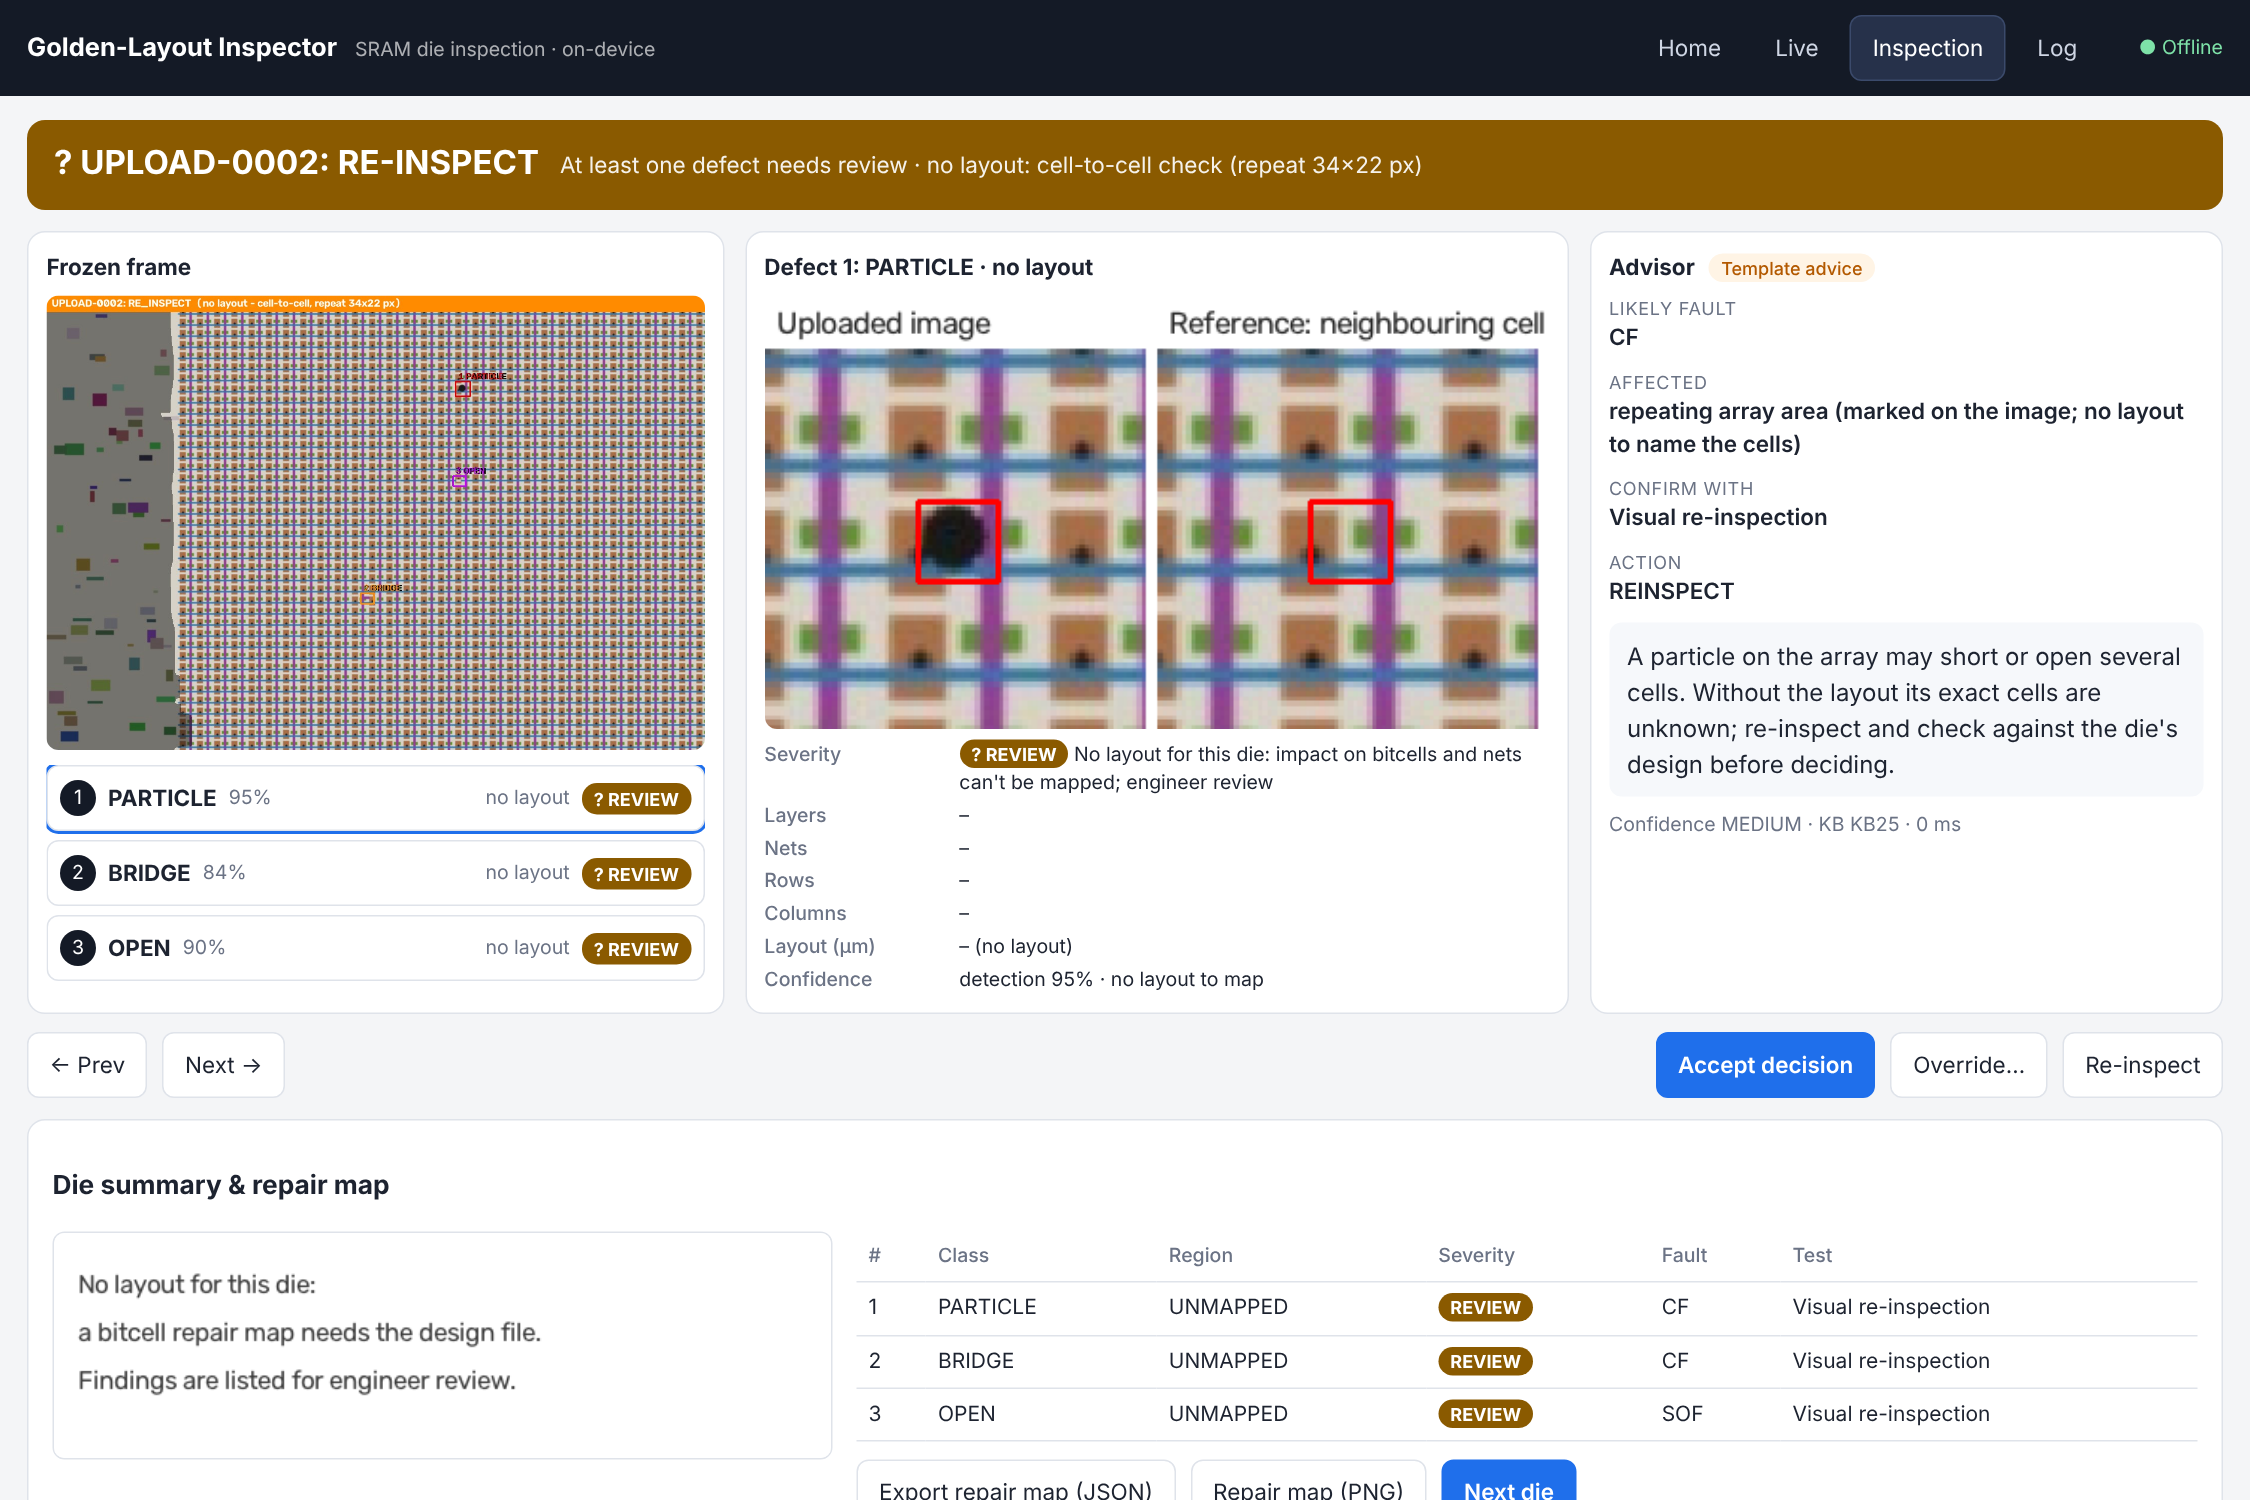 Golden-Layout Inspector SRAM die inspection · on-device
Home Live Inspection Log Offline
? UPLOAD-0002: RE-INSPECT At least one defect needs review · no layout: cell-to-cell check (repeat 34×22 px)
Frozen frame
UPLOAD-0002: RE_INSPECT (no layout - cell-to-cell, repeat 34x22 px)
1 PARTICLE
3 OPEN
2 BRIDGE
1 PARTICLE 95% no layout ? REVIEW
2 BRIDGE 84% no layout ? REVIEW
3 OPEN 90% no layout ? REVIEW
Defect 1: PARTICLE · no layout
Uploaded image Reference: neighbouring cell
Severity ? REVIEW No layout for this die: impact on bitcells and nets
can't be mapped; engineer review
Layers –
Nets –
Rows –
Columns –
Layout (µm) – (no layout)
Confidence detection 95% · no layout to map
Advisor Template advice
LIKELY FAULT
CF
AFFECTED
repeating array area (marked on the image; no layout
to name the cells)
CONFIRM WITH
Visual re-inspection
ACTION
REINSPECT
A particle on the array may short or open several
cells. Without the layout its exact cells are
unknown; re-inspect and check against the die's
design before deciding.
Confidence MEDIUM · KB KB25 · 0 ms
← Prev Next → Accept decision Override... Re-inspect
Die summary & repair map
No layout for this die:
a bitcell repair map needs the design file.
Findings are listed for engineer review.
# Class Region Severity Fault Test
1 PARTICLE UNMAPPED REVIEW CF Visual re-inspection
2 BRIDGE UNMAPPED REVIEW CF Visual re-inspection
3 OPEN UNMAPPED REVIEW SOF Visual re-inspection
Export repair map (JSON) Repair map (PNG) Next die